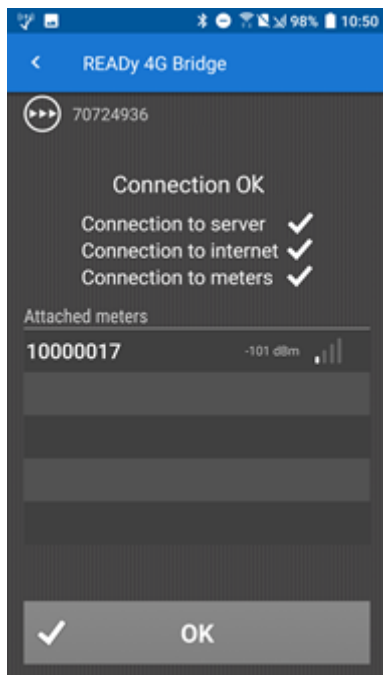 98% 10:50
READy 4G Bridge
70724936
Connection OK
Connection to server
Connection to internet
Connection to meters
Attached meters
10000017 -101 dBm
OK